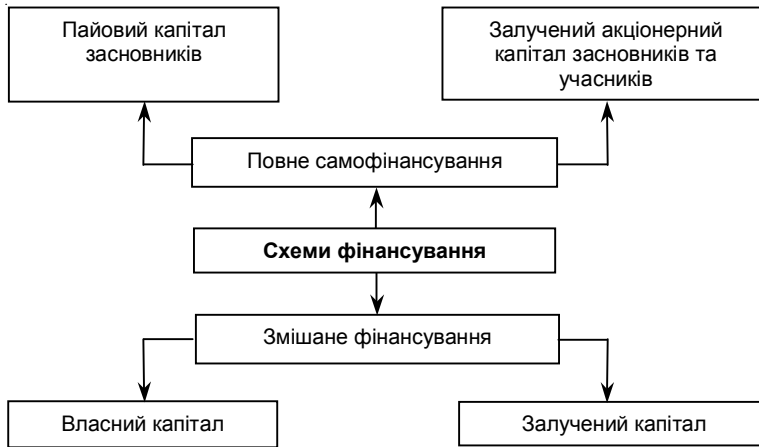 Пайовий капітал
засновників
Залучений акціонерний
капітал засновників та
учасників
Повне самофінансування
Схеми фінансування
Змішане фінансування
Власний капітал
Залучений капітал